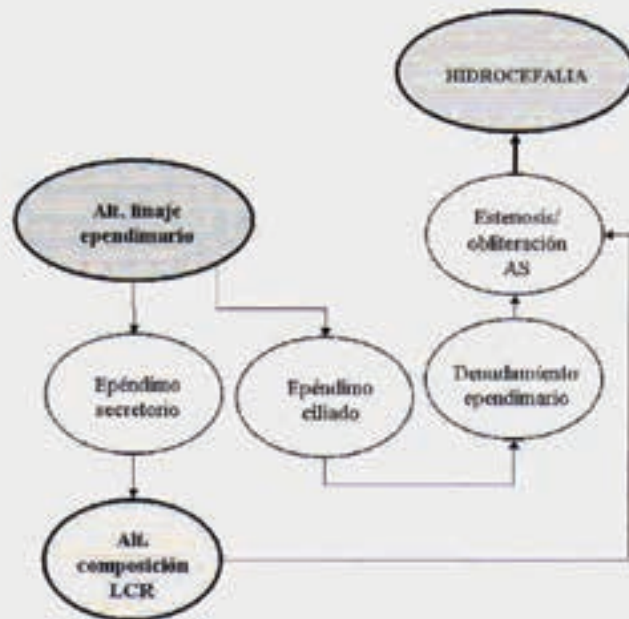 HIDROCEFALIA
Alt. linaje
ependimario
Estenosis/
obliteración
AS
Epéndimo
secretorio
Epéndimo
ciliado
Denudamiento
ependimario
Alt.
composición
LCR